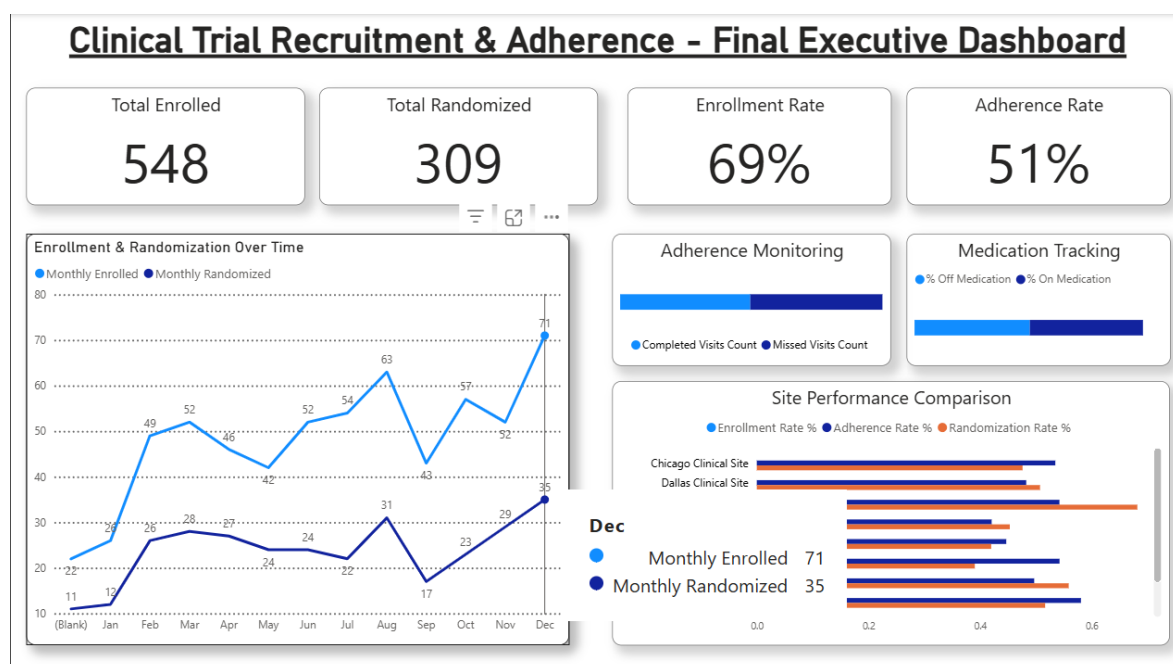 Clinical Trial Recruitment & Adherence - Final Executive Dashboard
Total Enrolled
548
Total Randomized
309
Enrollment Rate
69%
Adherence Rate
51%
Enrollment & Randomization Over Time
Monthly Enrolled Monthly Randomized
80
70
60
50
40
30
20
10
22 26 49 52 46 42 52 54 63 43 57 52 71
11 12 26 28 27 24 24 22 31 17 23 29 35
(Blank) Jan Feb Mar Apr May Jun Jul Aug Sep Oct Nov Dec
Adherence Monitoring
Completed Visits Count Missed Visits Count
Medication Tracking
% Off Medication % On Medication
Site Performance Comparison
Enrollment Rate % Adherence Rate % Randomization Rate %
Chicago Clinical Site
Dallas Clinical Site
0.0 0.2 0.4 0.6
Dec
Monthly Enrolled 71
Monthly Randomized 35